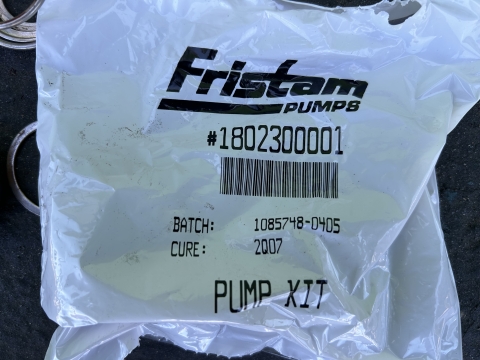 Fristam
PUMPS
#1802300001
BATCH: 1085748-0405
CURE: 2Q07
PUMP KIT